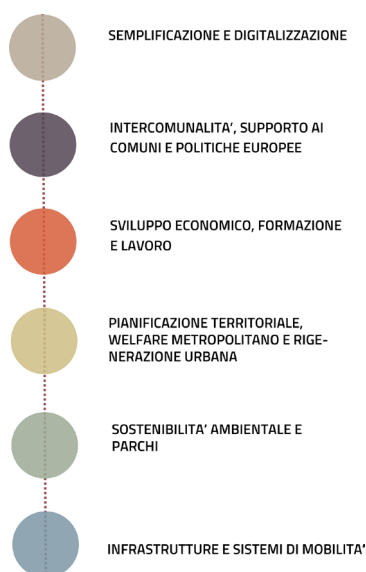 SEMPLIFICAZIONE E DIGITALIZZAZIONE
INTERCOMUNALITA', SUPPORTO AI
COMUNI E POLITICHE EUROPEE
SVILUPPO ECONOMICO, FORMAZIONE
E LAVORO
PIANIFICAZIONE TERRITORIALE,
WELFARE METROPOLITANO E RIGE-
NERAZIONE URBANA
SOSTENIBILITA' AMBIENTALE E
PARCHI
INFRASTRUTTURE E SISTEMI DI MOBILITA'